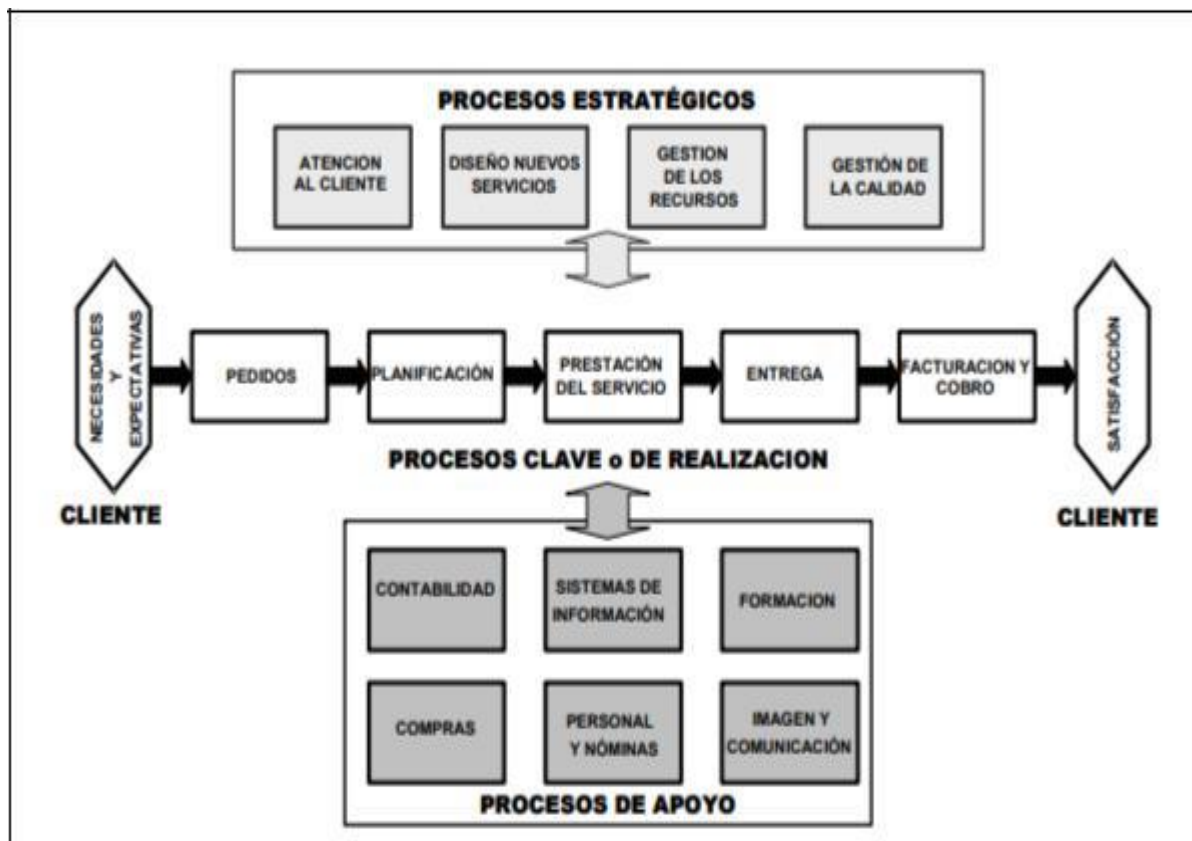 PROCESOS ESTRATÉGICOS
ATENCION
AL CLIENTE
DISEÑO NUEVOS
SERVICIOS
GESTION
DE LOS
RECURSOS
GESTIÓN DE
LA CALIDAD
NECESIDADES
Y
EXPECTATIVAS
CLIENTE
PEDIDOS
PLANIFICACIÓN
PRESTACIÓN
DEL SERVICIO
ENTREGA
FACTURACION Y
COBRO
SATISFACCIÓN
CLIENTE
PROCESOS CLAVE o DE REALIZACION
CONTABILIDAD
SISTEMAS DE
INFORMACIÓN
FORMACION
COMPRAS
PERSONAL
Y NÓMINAS
IMAGEN Y
COMUNICACIÓN
PROCESOS DE APOYO